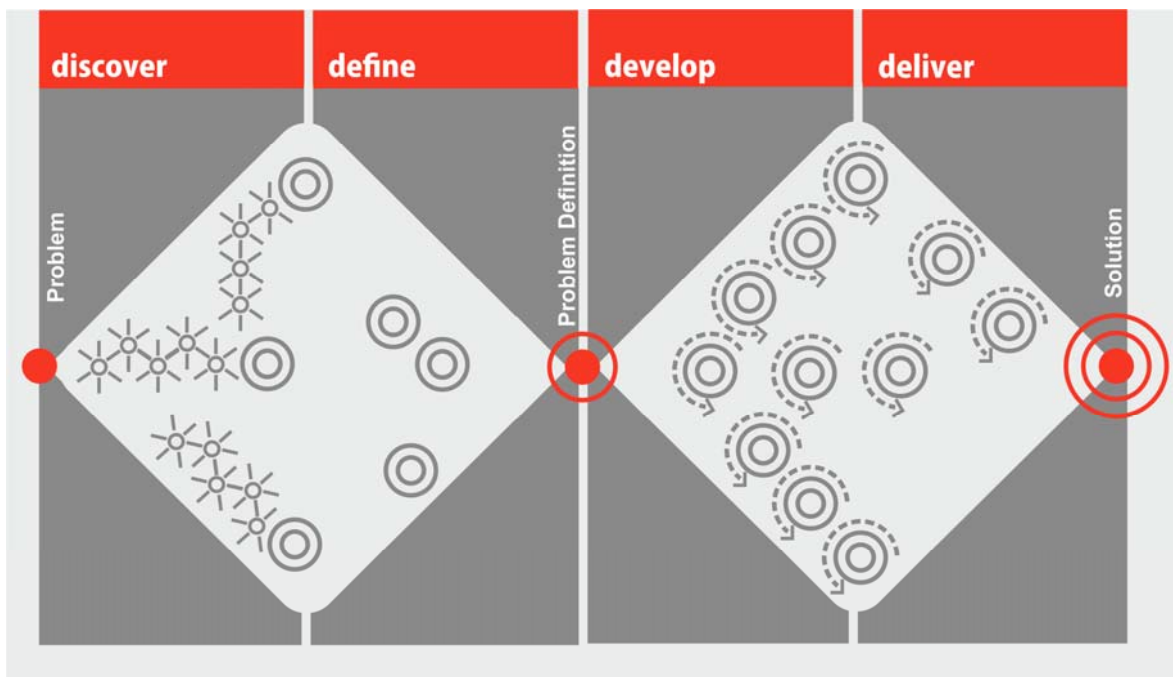 discover
define
develop
deliver
Problem
Problem Definition
Solution